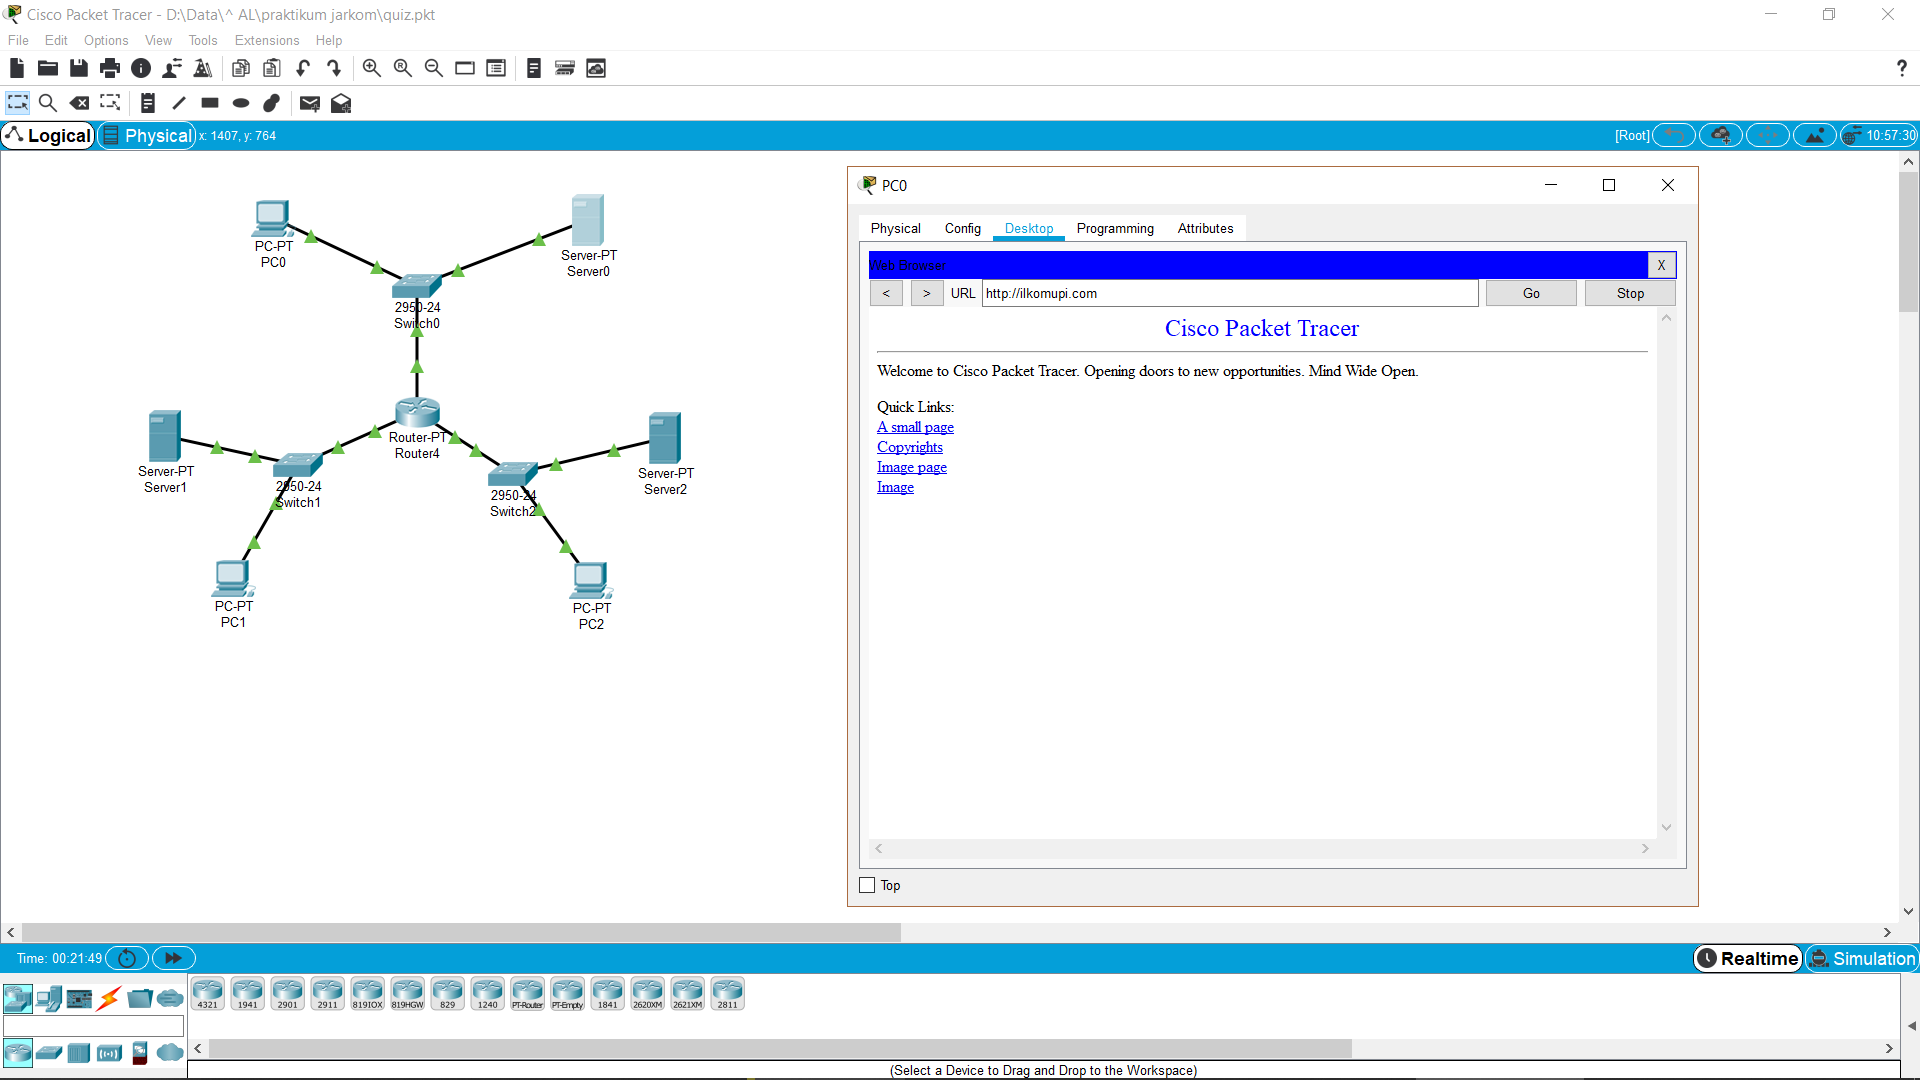 Cisco Packet Tracer - D:\Data\^ AL\praktikum jarkom\quiz.pkt
File Edit Options View Tools Extensions Help
?
Logical Physical x: 1407, y: 764 [Root] 10:57:30
PC-PT
PC0
Server-PT
Server0
2950-24
Switch0
Router-PT
Router4
Server-PT
Server1
2950-24
Switch1
2950-24
Switch2
Server-PT
Server2
PC-PT
PC1
PC-PT
PC2
PC0
Physical Config Desktop Programming Attributes
Web Browser X
< > URL http://ilkomupi.com Go Stop
Cisco Packet Tracer
Welcome to Cisco Packet Tracer. Opening doors to new opportunities. Mind Wide Open.
Quick Links:
A small page
Copyrights
Image page
Image
Top
Time: 00:21:49 Realtime Simulation
4321 1941 2901 2911 819IOX 819HGW 829 1240 PT-Router PT-Empty 1841 2620XM 2621XM 2811
(Select a Device to Drag and Drop to the Workspace)